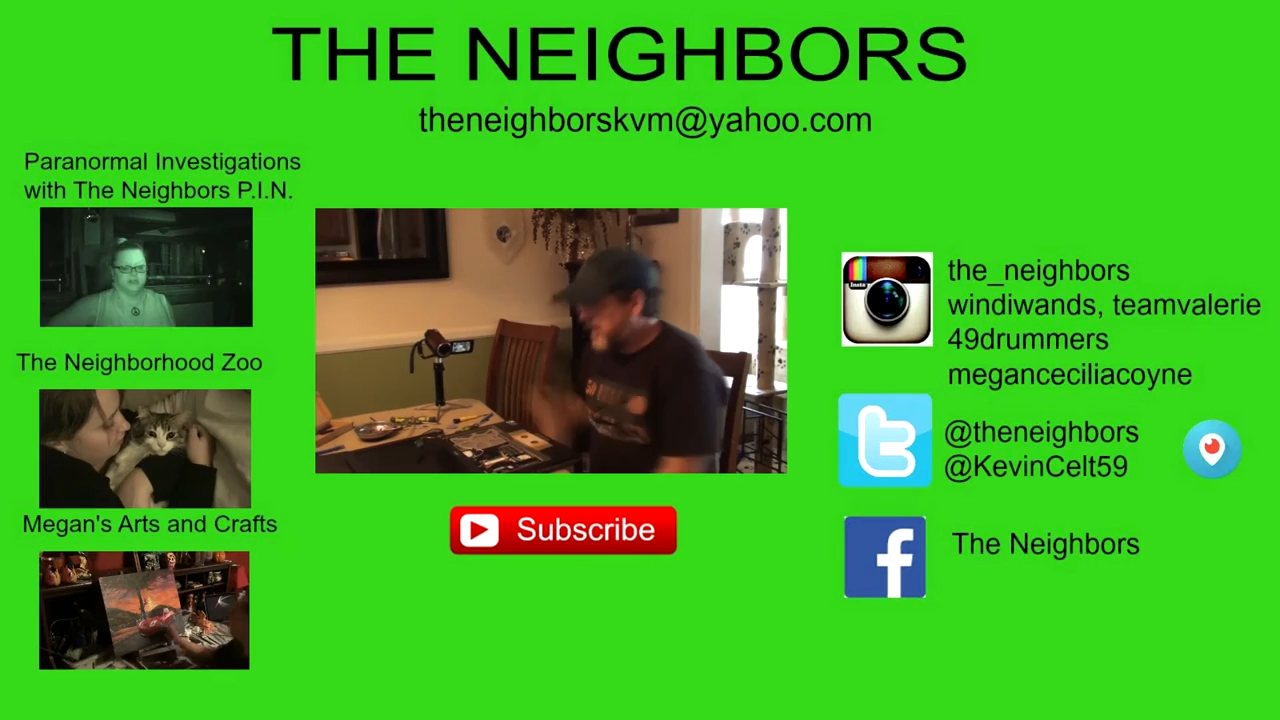 THE NEIGHBORS
theneighborskvm@yahoo.com
Paranormal Investigations
with The Neighbors P.I.N.
The Neighborhood Zoo
Megan's Arts and Crafts
Subscribe
Insta
the_neighbors
windiwands, teamvalerie
49drummers
meganceciliacoyne
@theneighbors
@KevinCelt59
The Neighbors